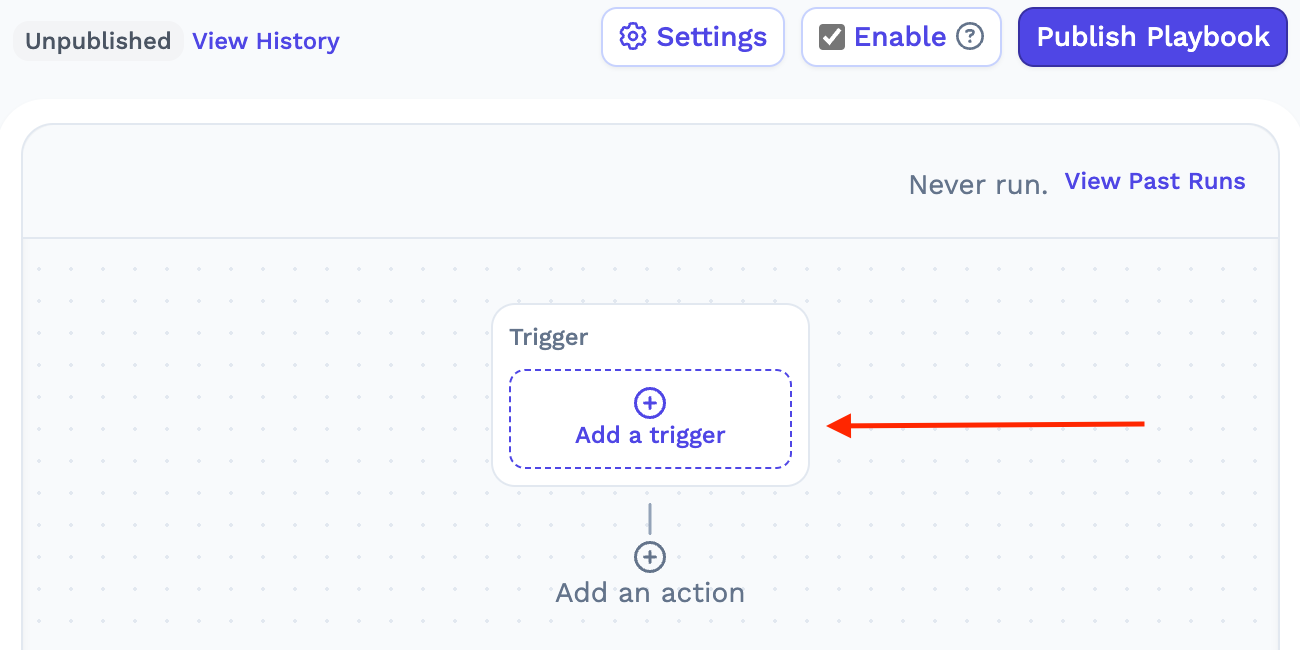 Unpublished View History Settings Enable ? Publish Playbook
Never run. View Past Runs
Trigger
Add a trigger
Add an action